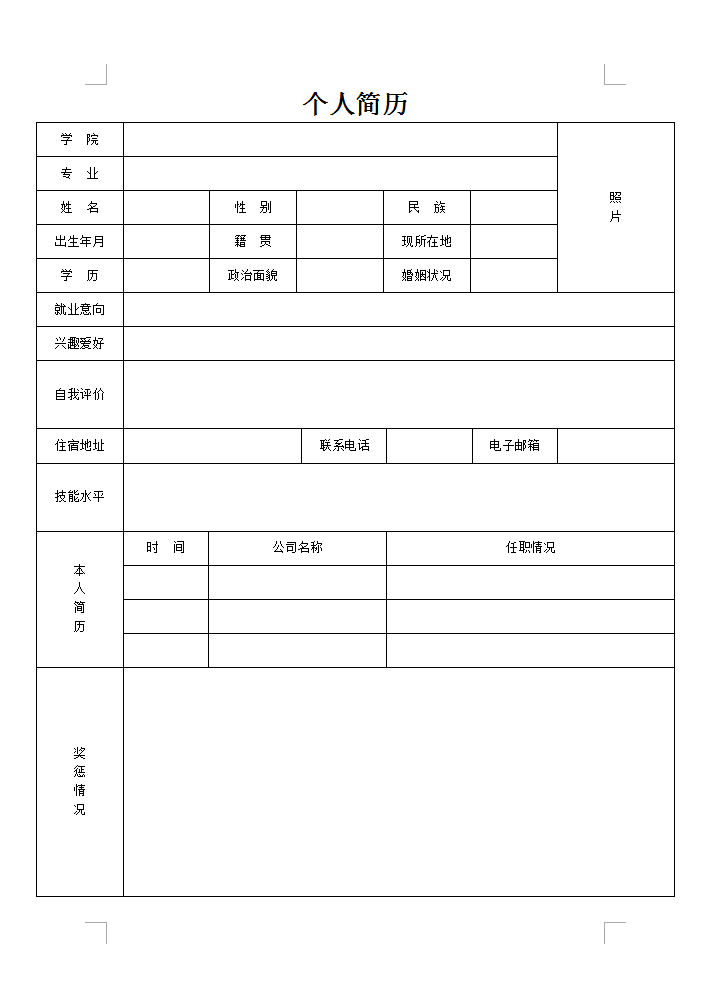 个人简历
学 院
照
片
专 业
姓 名 性 别 民 族
出生年月 籍 贯 现所在地
学 历 政治面貌 婚姻状况
就业意向
兴趣爱好
自我评价
住宿地址 联系电话 电子邮箱
技能水平
本
人
简
历
时 间 公司名称 任职情况
奖
惩
情
况